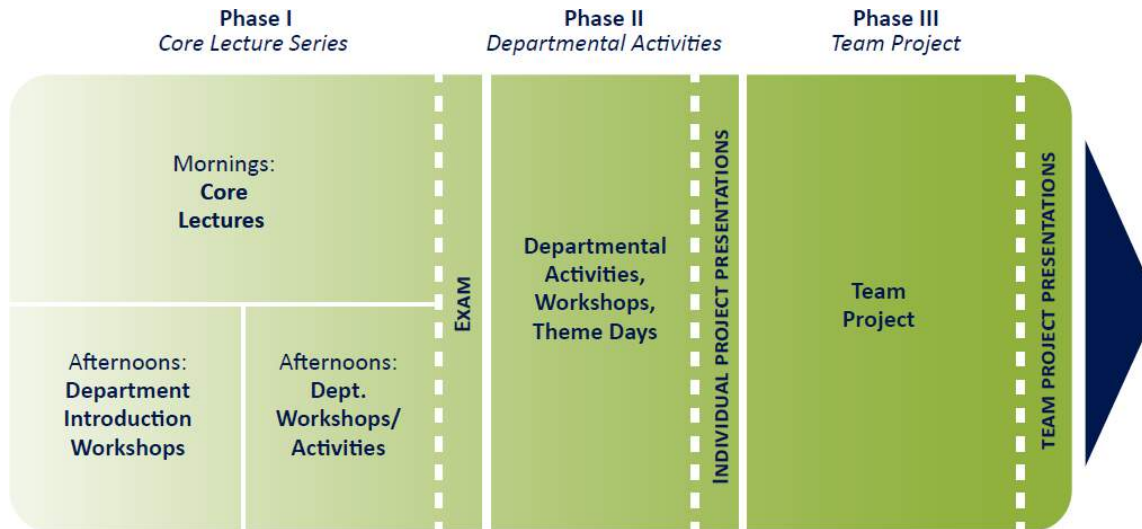 Phase I
Core Lecture Series
Phase II
Departmental Activities
Phase III
Team Project
Mornings:
Core
Lectures
Afternoons:
Department
Introduction
Workshops
Afternoons:
Dept.
Workshops/
Activities
EXAM
Departmental
Activities,
Workshops,
Theme Days
INDIVIDUAL PROJECT PRESENTATIONS
Team
Project
TEAM PROJECT PRESENTATIONS